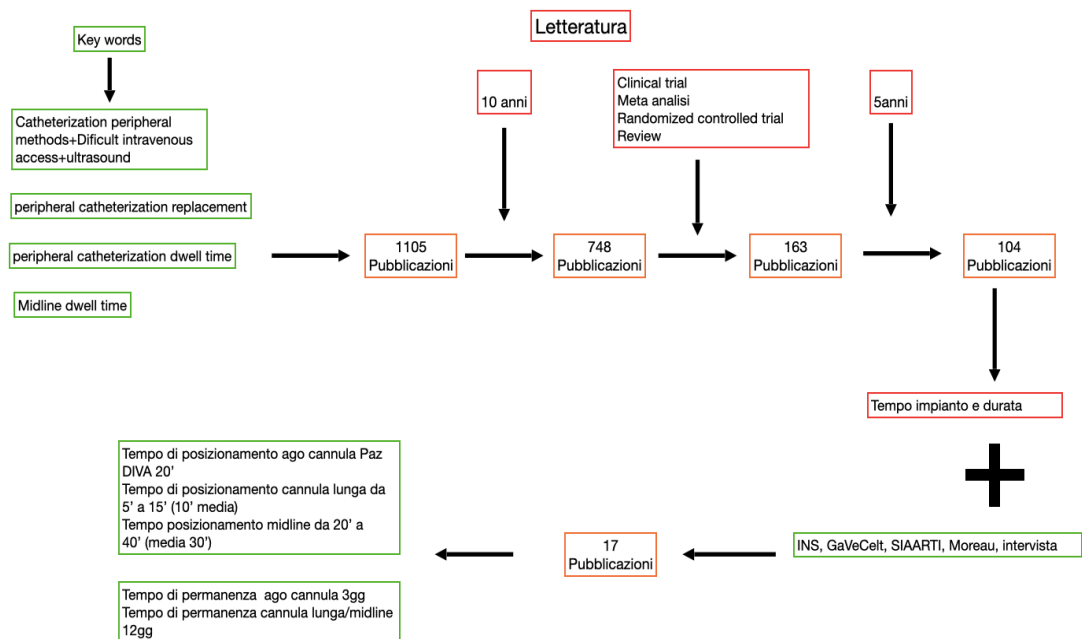 Letteratura
Key words
Catheterization peripheral
methods+Dificult intravenous
access+ultrasound
peripheral catheterization replacement
peripheral catheterization dwell time
Midline dwell time
10 anni
Clinical trial
Meta analisi
Randomized controlled trial
Review
5anni
1105
Pubblicazioni
748
Pubblicazioni
163
Pubblicazioni
104
Pubblicazioni
Tempo impianto e durata
INS, GaVeCelt, SIAARTI, Moreau, intervista
17
Pubblicazioni
Tempo di posizionamento ago cannula Paz
DIVA 20'
Tempo di posizionamento cannula lunga da
5' a 15' (10' media)
Tempo posizionamento midline da 20' a
40' (media 30')
Tempo di permanenza  ago cannula 3gg
Tempo di permanenza cannula lunga/midline
12gg